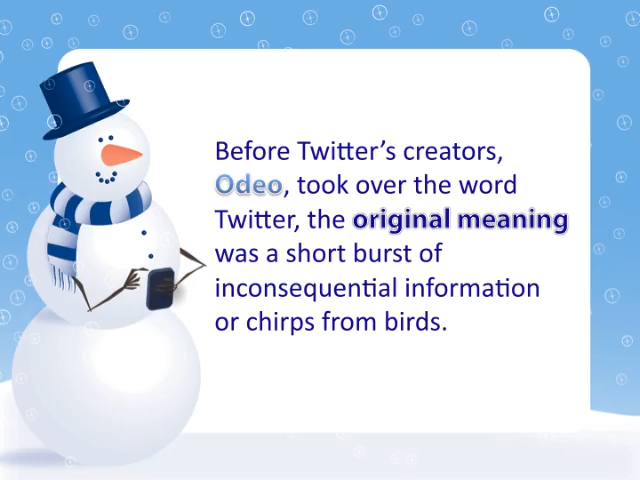 Before Twitter’s creators,
Odeo, took over the word
Twitter, the original meaning
was a short burst of
inconsequential information
or chirps from birds.